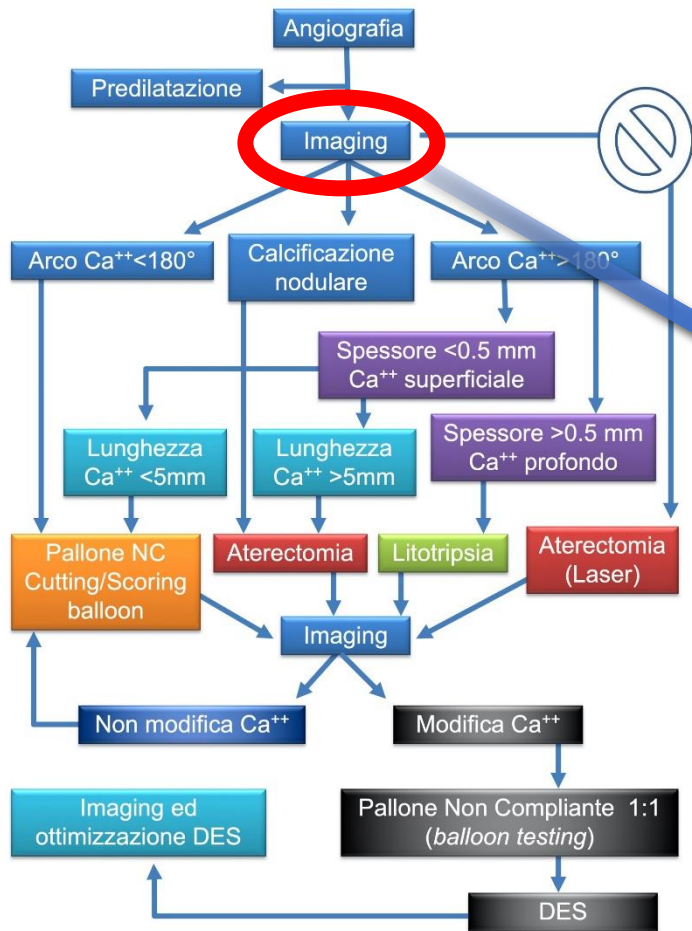 Angiografia
Predilatazione
Imaging
Arco Ca⁺⁺<180°
Calcificazione
nodulare
Arco Ca⁺⁺>180°
Spessore <0.5 mm
Ca⁺⁺ superficiale
Lunghezza
Ca⁺⁺ <5mm
Lunghezza
Ca⁺⁺ >5mm
Spessore >0.5 mm
Ca⁺⁺ profondo
Pallone NC
Cutting/Scoring
balloon
Aterectomia
Litotripsia
Aterectomia
(Laser)
Imaging
Non modifica Ca⁺⁺
Modifica Ca⁺⁺
Imaging ed
ottimizzazione DES
Pallone Non Compliante 1:1
(balloon testing)
DES